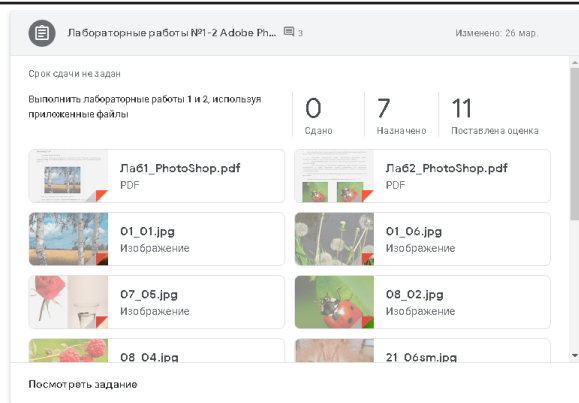 Лабораторные работы №1-2 Adobe Ph... 3
Изменено: 26 мар.
Срок сдачи не задан
Выполнить лабораторные работы 1 и 2, используя
приложенные файлы
0
Сдано
7
Назначено
11
Поставлена оценка
Лаб1_PhotoShop.pdf
PDF
Лаб2_PhotoShop.pdf
PDF
01_01.jpg
Изображение
01_06.jpg
Изображение
07_05.jpg
Изображение
08_02.jpg
Изображение
08_04.jpg
21_06sm.jpg
Посмотреть задание